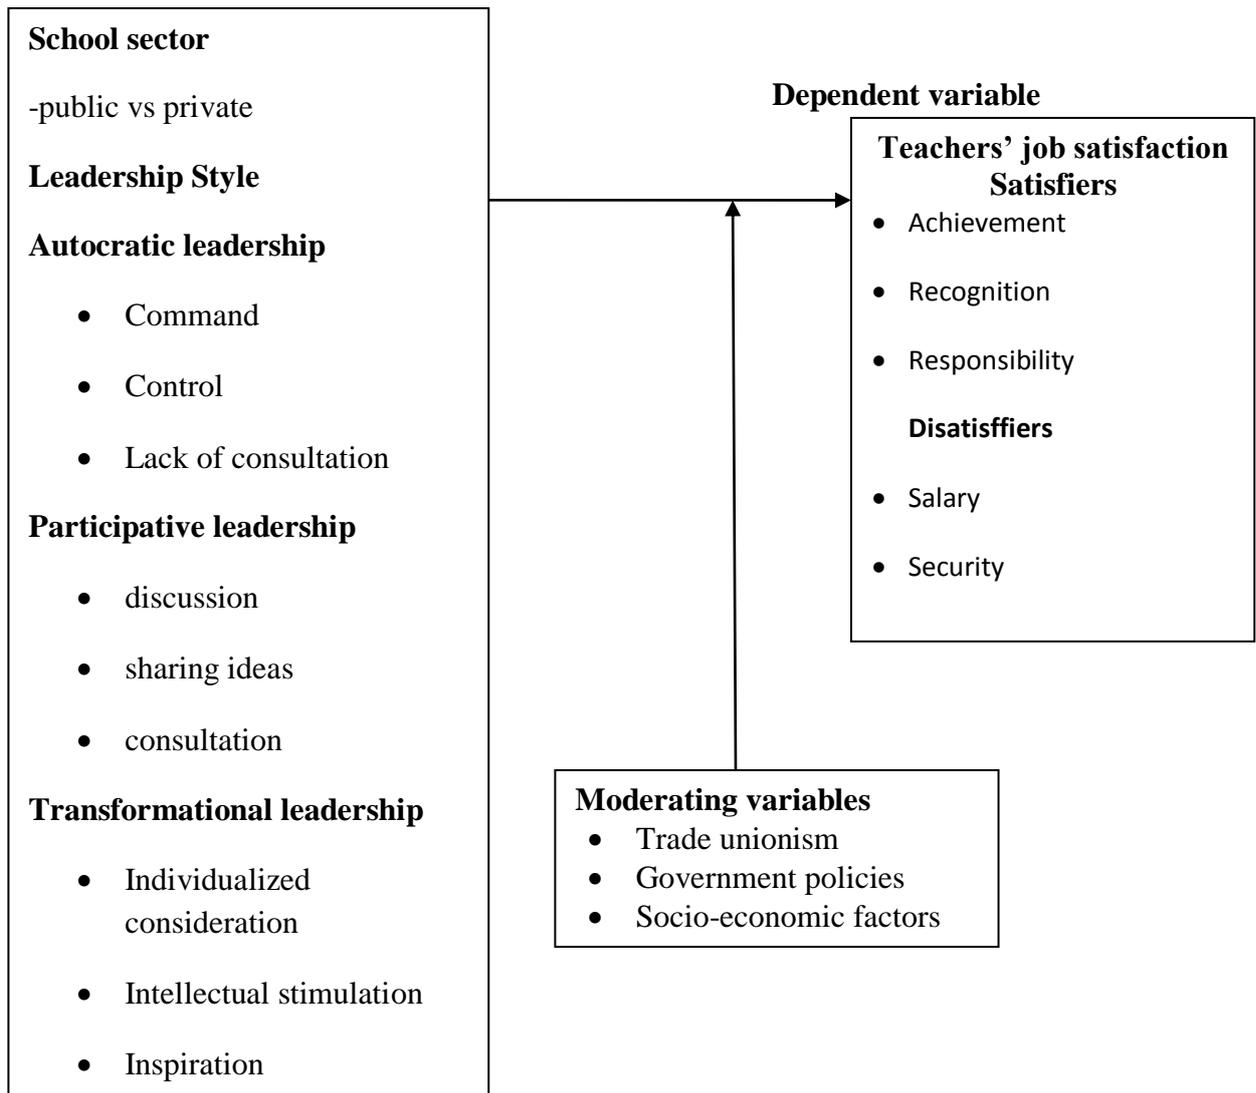 School sector
-public vs private
Leadership Style
Autocratic leadership
• Command
• Control
• Lack of consultation
Participative leadership
• discussion
• sharing ideas
• consultation
Transformational leadership
• Individualized
consideration
• Intellectual stimulation
• Inspiration
Dependent variable
Teachers’ job satisfaction
Satisfiers
• Achievement
• Recognition
• Responsibility
Disatisffiers
• Salary
• Security
Moderating variables
• Trade unionism
• Government policies
• Socio-economic factors